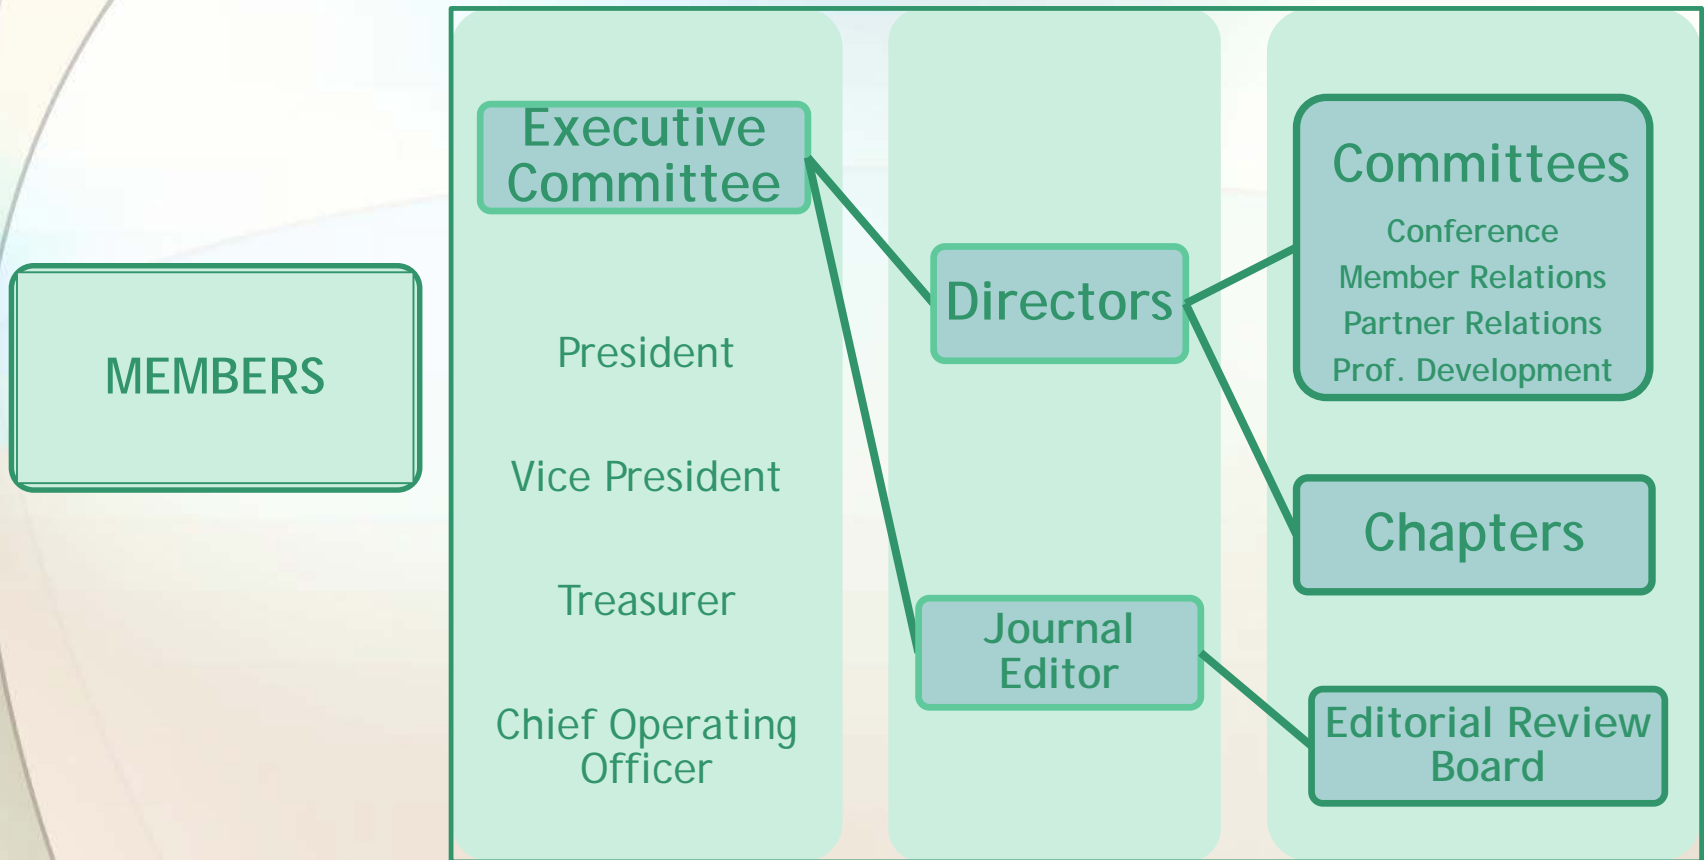 MEMBERS
Executive
Committee
President
Vice President
Treasurer
Chief Operating
Officer
Directors
Journal
Editor
Committees
Conference
Member Relations
Partner Relations
Prof. Development
Chapters
Editorial Review
Board